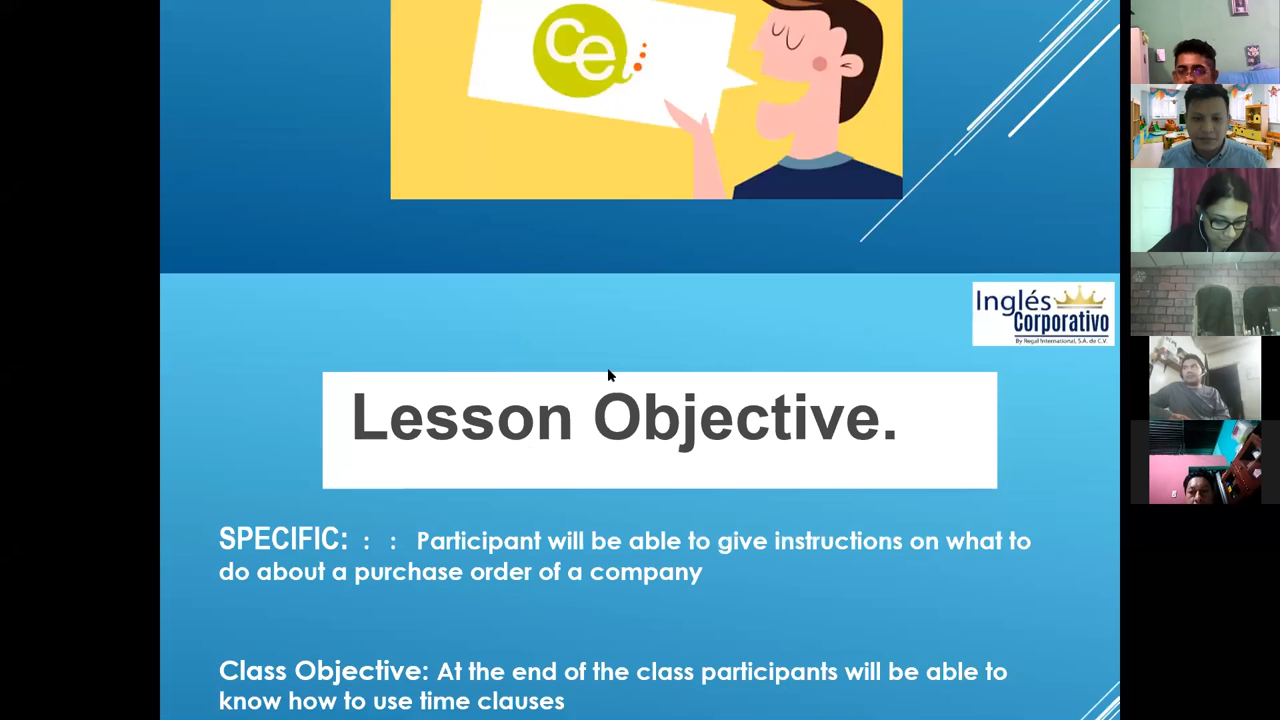 Ce
Inglés
Corporativo
By Regal International, S.A. de C.V.
Lesson Objective.
SPECIFIC: : : Participant will be able to give instructions on what to
do about a purchase order of a company
Class Objective: At the end of the class participants will be able to
know how to use time clauses